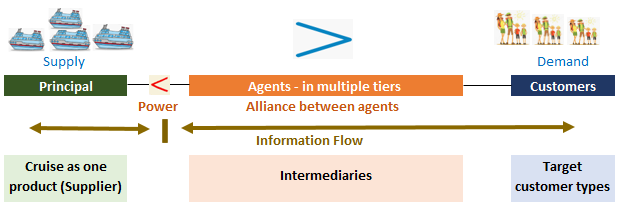 Supply
Demand
Principal
<
Agents - in multiple tiers
Customers
Power
Alliance between agents
Information Flow
Cruise as one
product (Supplier)
Intermediaries
Target
customer types